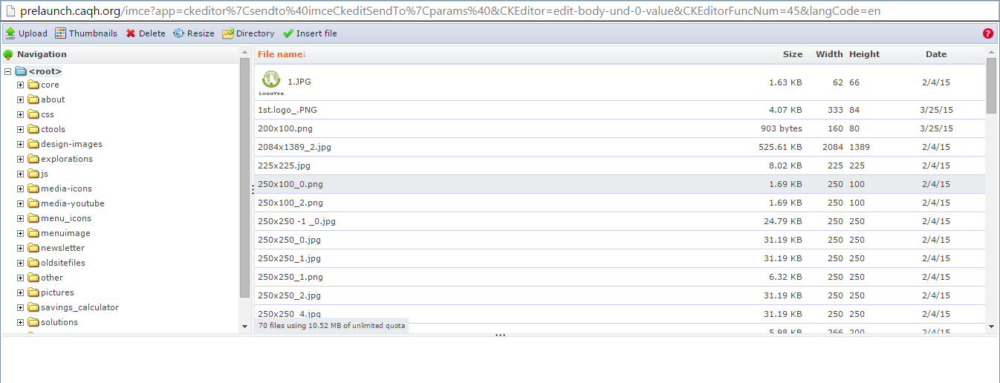 prelaunch.caqh.org/imce?app=ckeditor%7Csendto%40imceCkeditSendTo%7Cparams%40&CKEditor=edit-body-und-0-value&CKEditorFuncNum=45&langCode=en
Upload Thumbnails Delete Resize Directory Insert file ?
Navigation
<root>
core
about
css
ctools
design-images
explorations
js
media-icons
media-youtube
menu_icons
menuimage
newsletter
oldsitefiles
other
pictures
savings_calculator
solutions
File name↓ Size Width Height Date
LOGOYES 1.JPG 1.63 KB 62 66 2/4/15
1st.logo_.PNG 4.07 KB 333 84 3/25/15
200x100.png 903 bytes 160 80 3/25/15
2084x1389_2.jpg 525.61 KB 2084 1389 2/4/15
225x225.jpg 8.02 KB 225 225 2/4/15
250x100_0.png 1.69 KB 250 100 2/4/15
250x100_2.png 1.69 KB 250 100 2/4/15
250x250 -1 _0.jpg 24.79 KB 250 250 2/4/15
250x250_0.jpg 31.19 KB 250 250 2/4/15
250x250_1.jpg 31.19 KB 250 250 2/4/15
250x250_1.png 6.32 KB 250 250 2/4/15
250x250_2.jpg 31.19 KB 250 250 2/4/15
250x250_4.jpg 31.19 KB 250 250 2/4/15
5.98 KB 266 200 2/4/15
70 files using 10.52 MB of unlimited quota